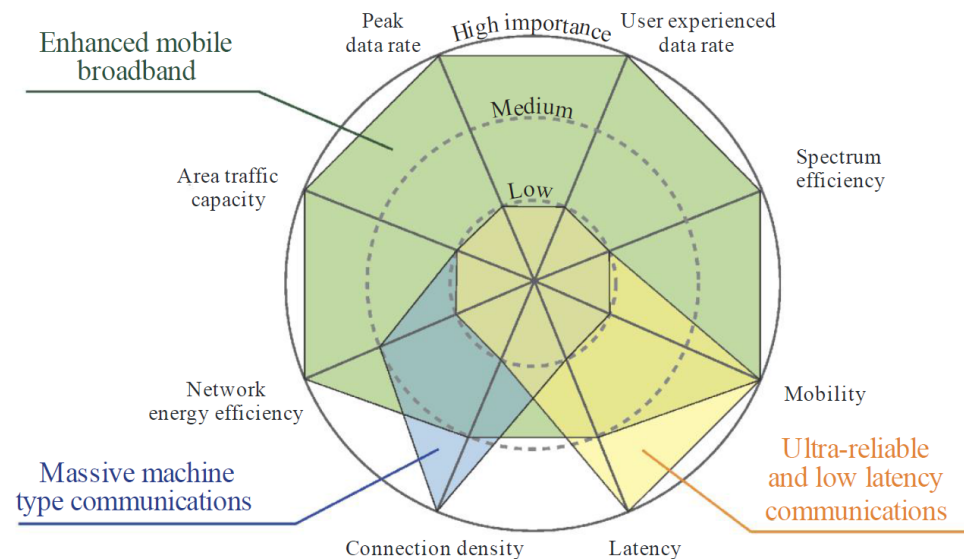 Peak
data rate
High importance
User experienced
data rate
Enhanced mobile
broadband
Medium
Area traffic
capacity
Low
Spectrum
efficiency
Network
energy efficiency
Mobility
Massive machine
type communications
Ultra-reliable
and low latency
communications
Connection density
Latency